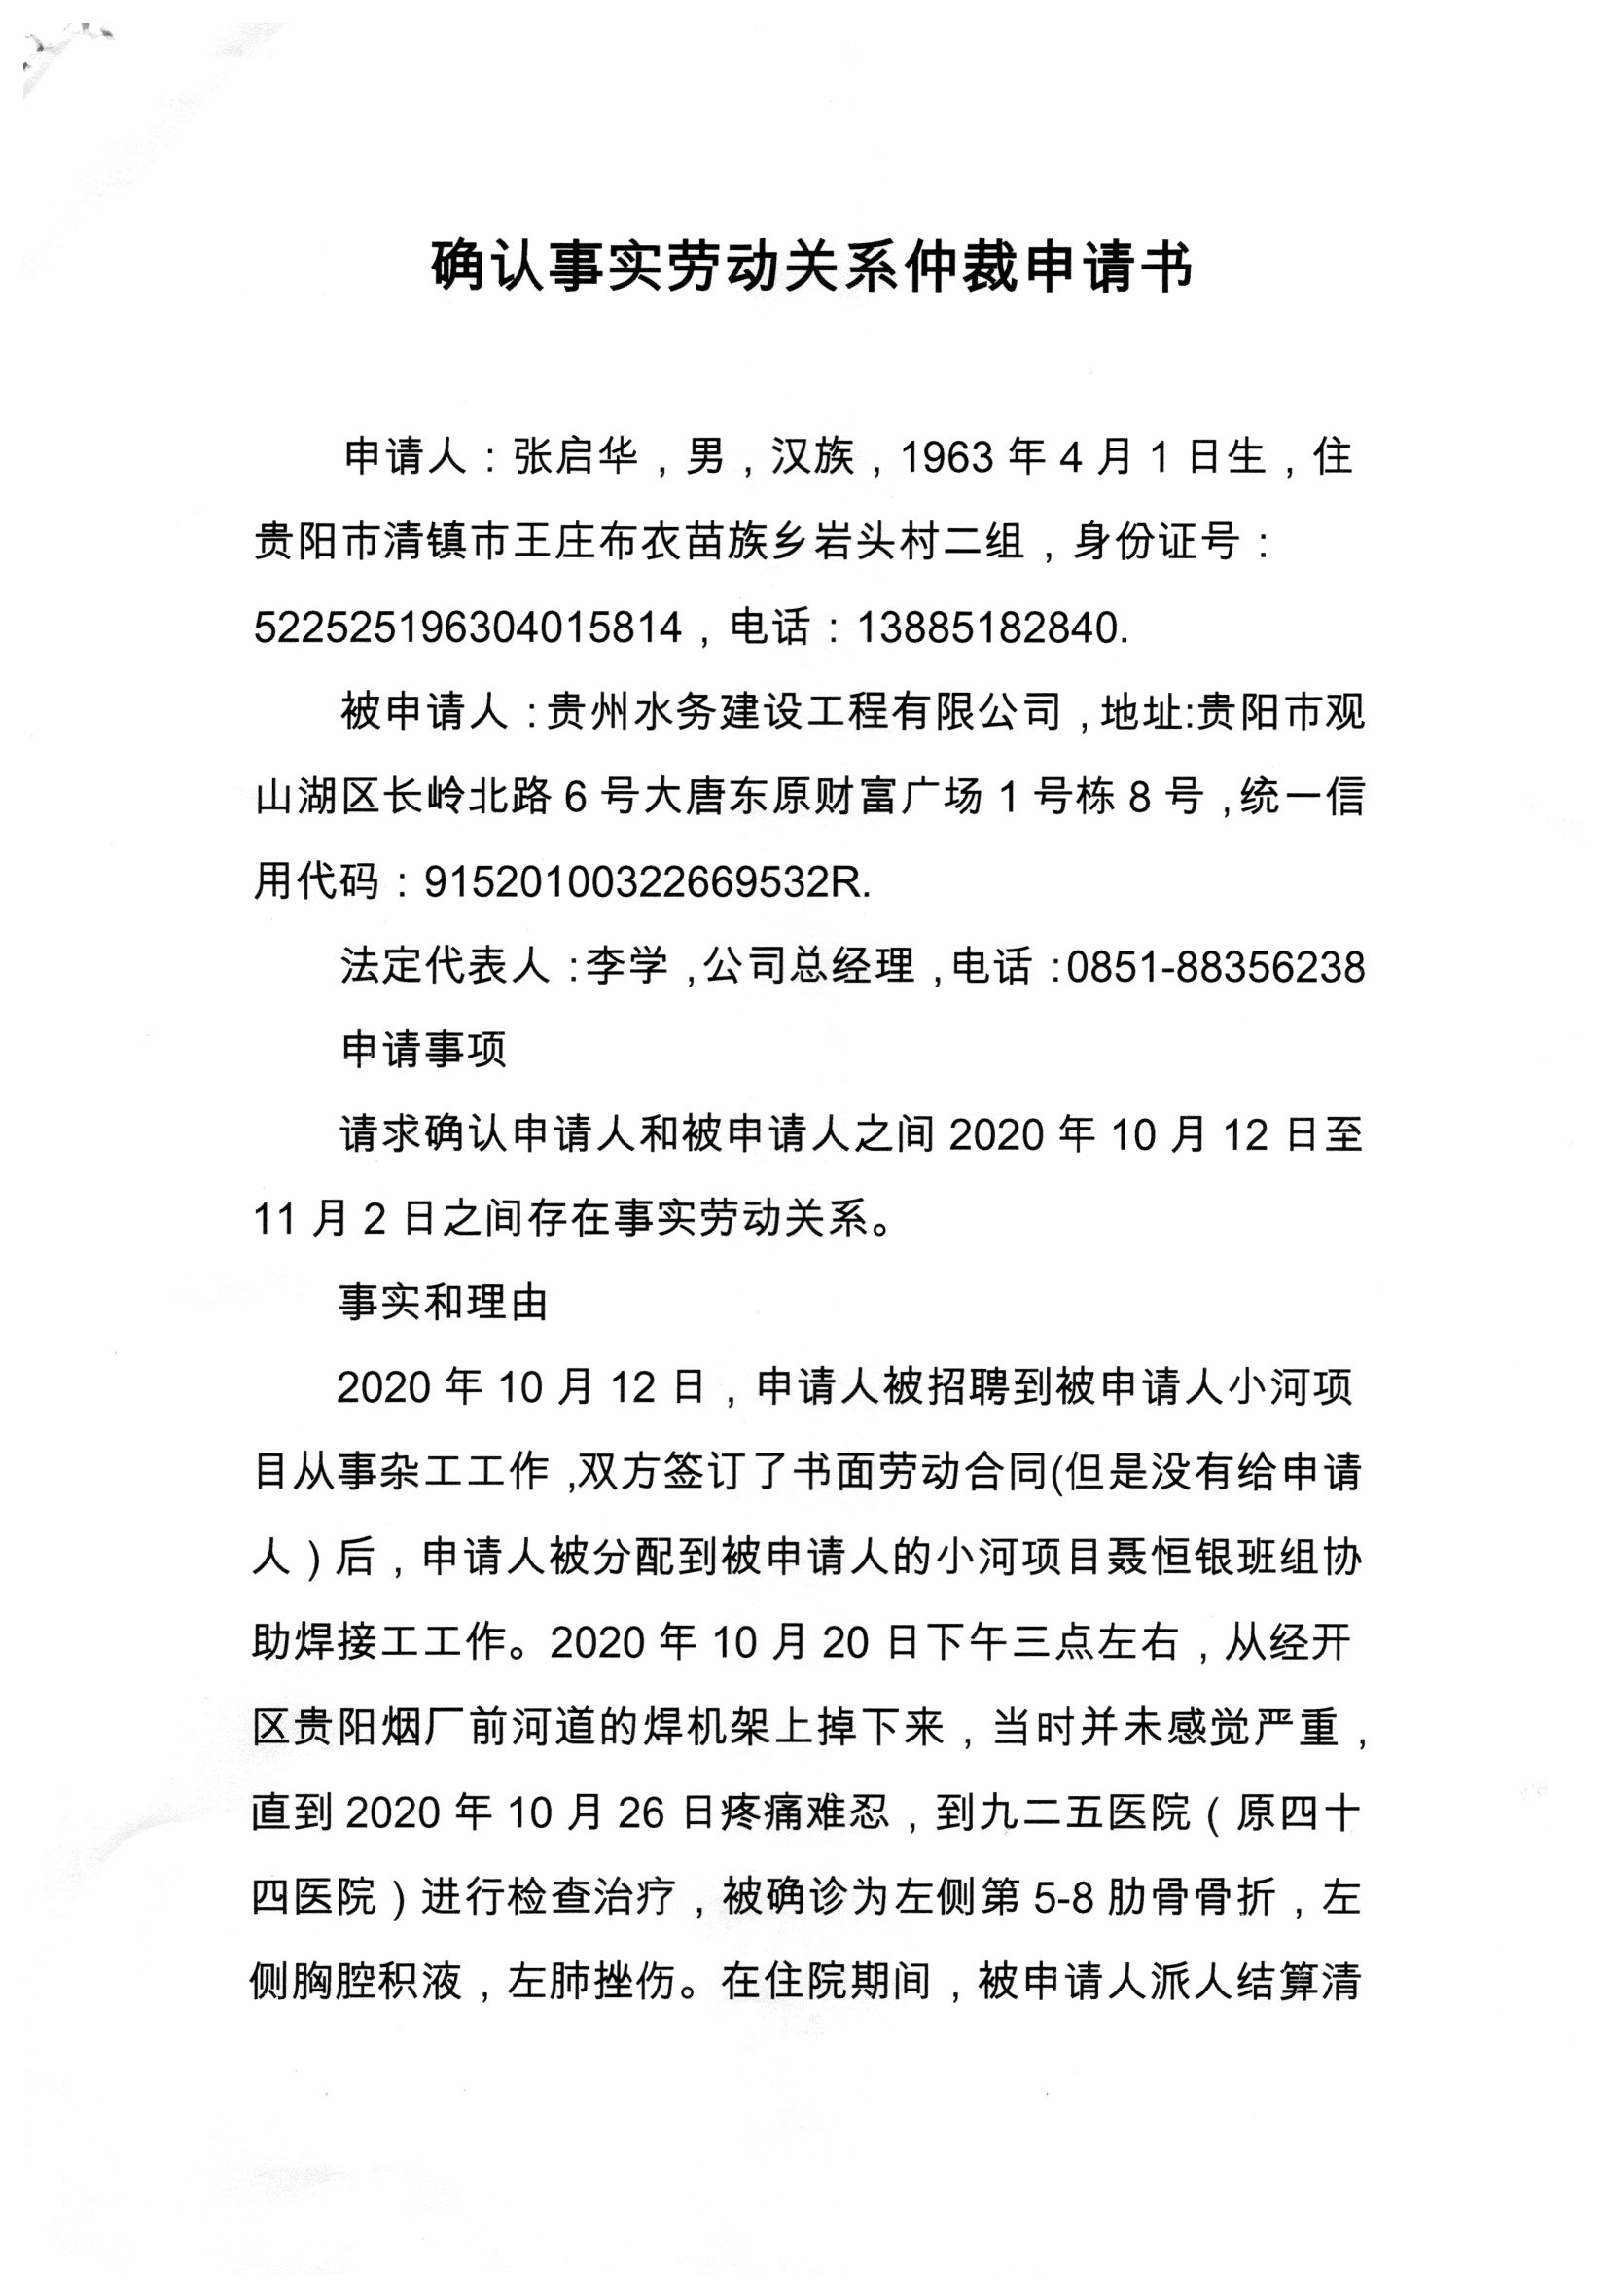 确认事实劳动关系仲裁申请书
申请人：张启华，男，汉族，1963 年 4 月 1 日生，住
贵阳市清镇市王庄布衣苗族乡岩头村二组，身份证号：
522525196304015814，电话：13885182840.
被申请人:贵州水务建设工程有限公司,地址:贵阳市观
山湖区长岭北路 6 号大唐东原财富广场 1 号栋 8 号,统一信
用代码：91520100322669532R.
法定代表人:李学,公司总经理,电话:0851-88356238
申请事项
请求确认申请人和被申请人之间 2020 年 10 月 12 日至
11 月 2 日之间存在事实劳动关系。
事实和理由
2020 年 10 月 12 日，申请人被招聘到被申请人小河项
目从事杂工工作,双方签订了书面劳动合同(但是没有给申请
人）后，申请人被分配到被申请人的小河项目聂恒银班组协
助焊接工工作。2020 年 10 月 20 日下午三点左右，从经开
区贵阳烟厂前河道的焊机架上掉下来，当时并未感觉严重，
直到 2020 年 10 月 26 日疼痛难忍，到九二五医院（原四十
四医院）进行检查治疗，被确诊为左侧第 5-8 肋骨骨折，左
侧胸腔积液，左肺挫伤。在住院期间，被申请人派人结算清